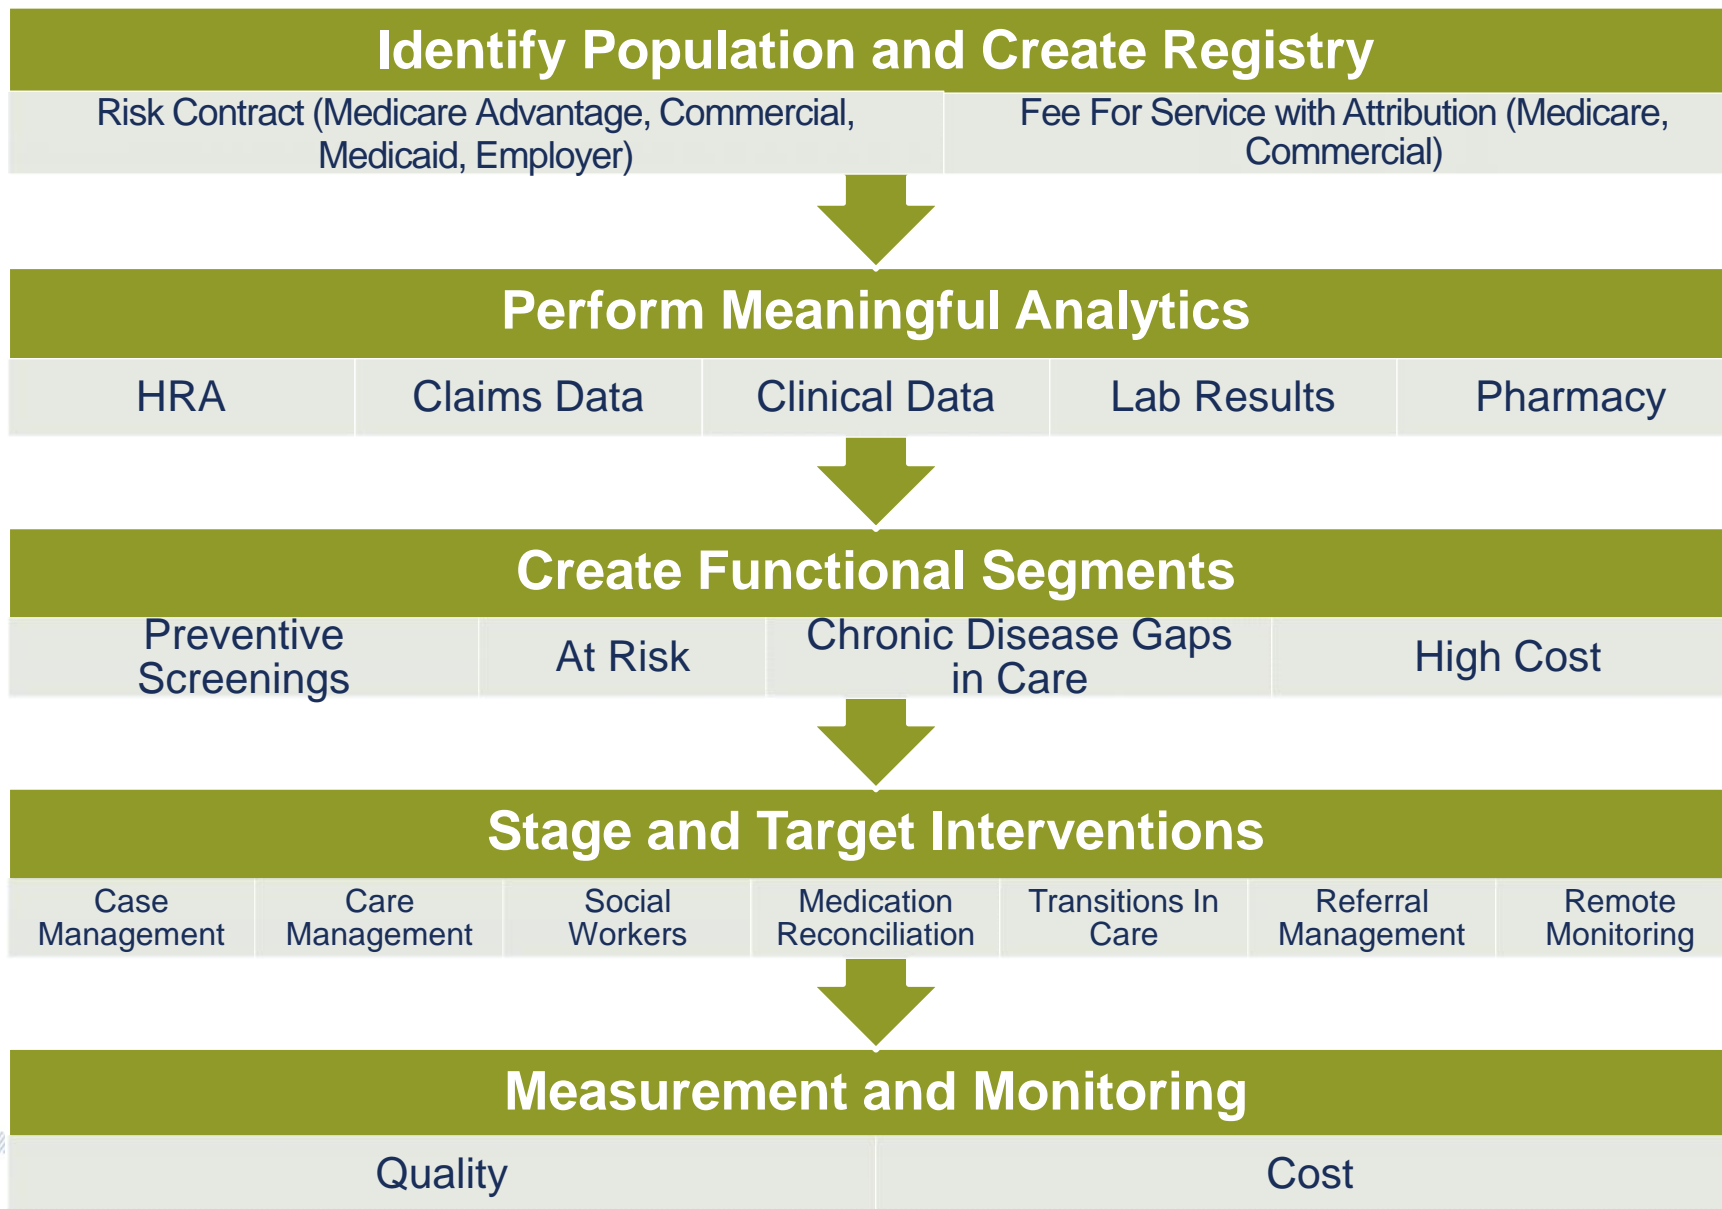 Identify Population and Create Registry
Risk Contract (Medicare Advantage, Commercial,
Medicaid, Employer)
Fee For Service with Attribution (Medicare,
Commercial)
Perform Meaningful Analytics
HRA
Claims Data
Clinical Data
Lab Results
Pharmacy
Create Functional Segments
Preventive
Screenings
At Risk
Chronic Disease Gaps
in Care
High Cost
Stage and Target Interventions
Case
Management
Care
Management
Social
Workers
Medication
Reconciliation
Transitions In
Care
Referral
Management
Remote
Monitoring
Measurement and Monitoring
Quality
Cost